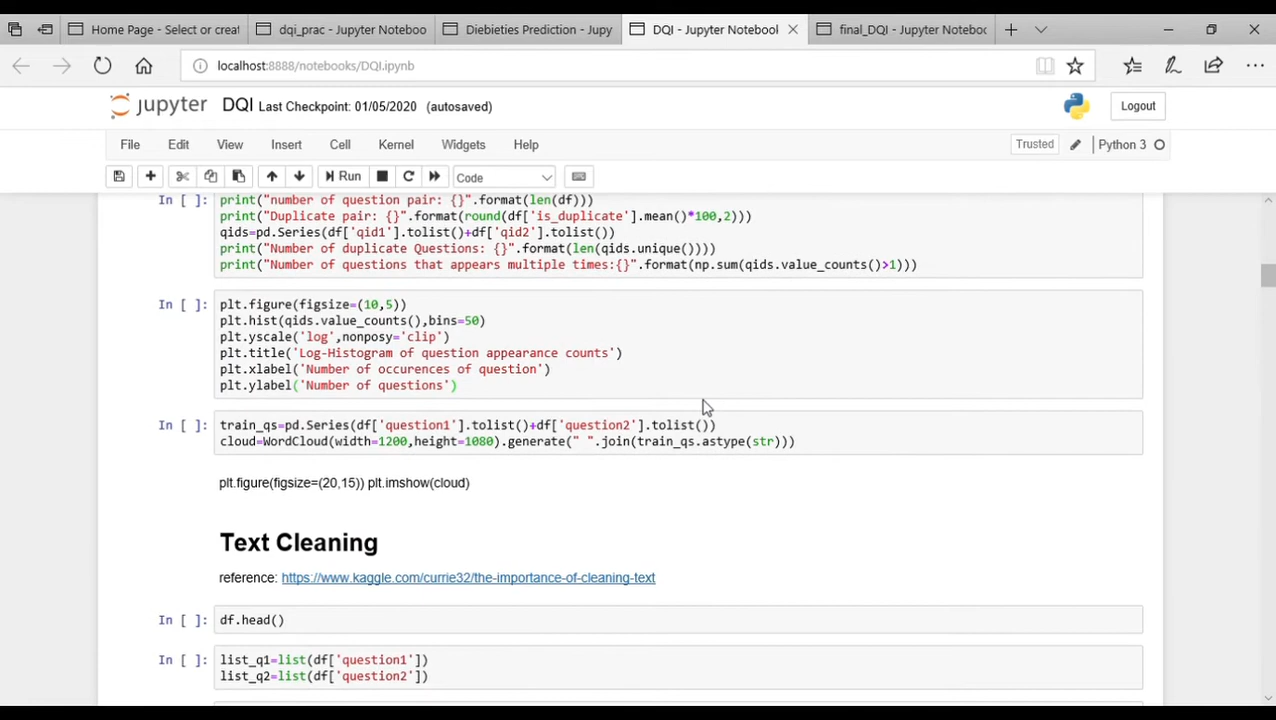 Home Page - Select or creat
dqi_prac - Jupyter Noteboo
Diebieties Prediction - Jupy
DQI - Jupyter Notebool
final_DQI - Jupyter Noteboo
localhost:8888/notebooks/DQI.ipynb
jupyter DQI Last Checkpoint: 01/05/2020 (autosaved)
Logout
File Edit View Insert Cell Kernel Widgets Help
Trusted
Python 3
Run
Code
In [ ]: print("number of question pair: {}".format(len(df)))
print("Duplicate pair: {}".format(round(df['is_duplicate'].mean()*100,2)))
qids=pd.Series(df['qid1'].tolist()+df['qid2'].tolist())
print("Number of duplicate Questions: {}".format(len(qids.unique())))
print("Number of questions that appears multiple times:{}".format(np.sum(qids.value_counts()>1)))
In [ ]: plt.figure(figsize=(10,5))
plt.hist(qids.value_counts(),bins=50)
plt.yscale('log',nonposy='clip')
plt.title('Log-Histogram of question appearance counts')
plt.xlabel('Number of occurences of question')
plt.ylabel('Number of questions')
In [ ]: train_qs=pd.Series(df['question1'].tolist()+df['question2'].tolist())
cloud=WordCloud(width=1200,height=1080).generate(" ".join(train_qs.astype(str)))
plt.figure(figsize=(20,15)) plt.imshow(cloud)
Text Cleaning
reference: https://www.kaggle.com/currie32/the-importance-of-cleaning-text
In [ ]: df.head()
In [ ]: list_q1=list(df['question1'])
list_q2=list(df['question2'])